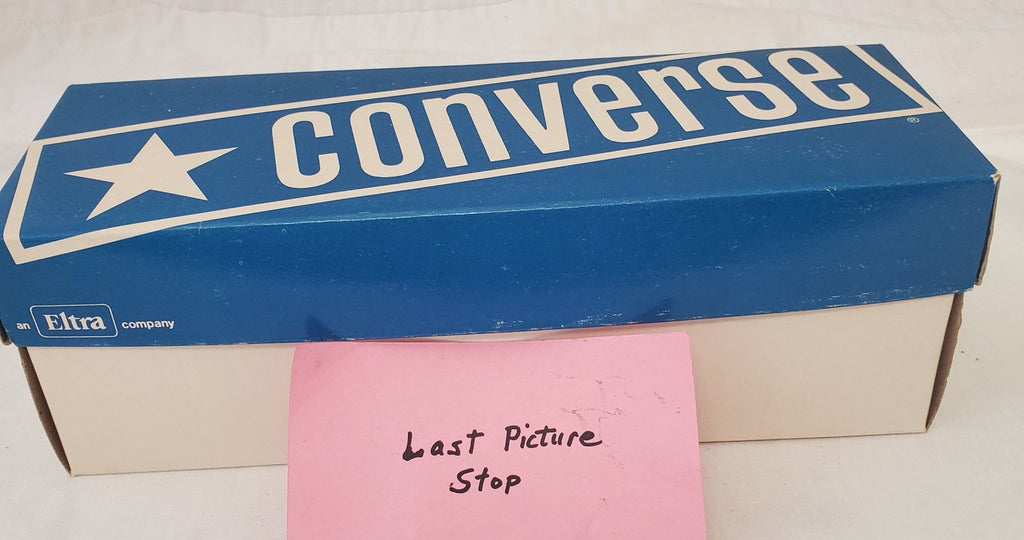 converse
®
an Eltra company
Last Picture
Stop